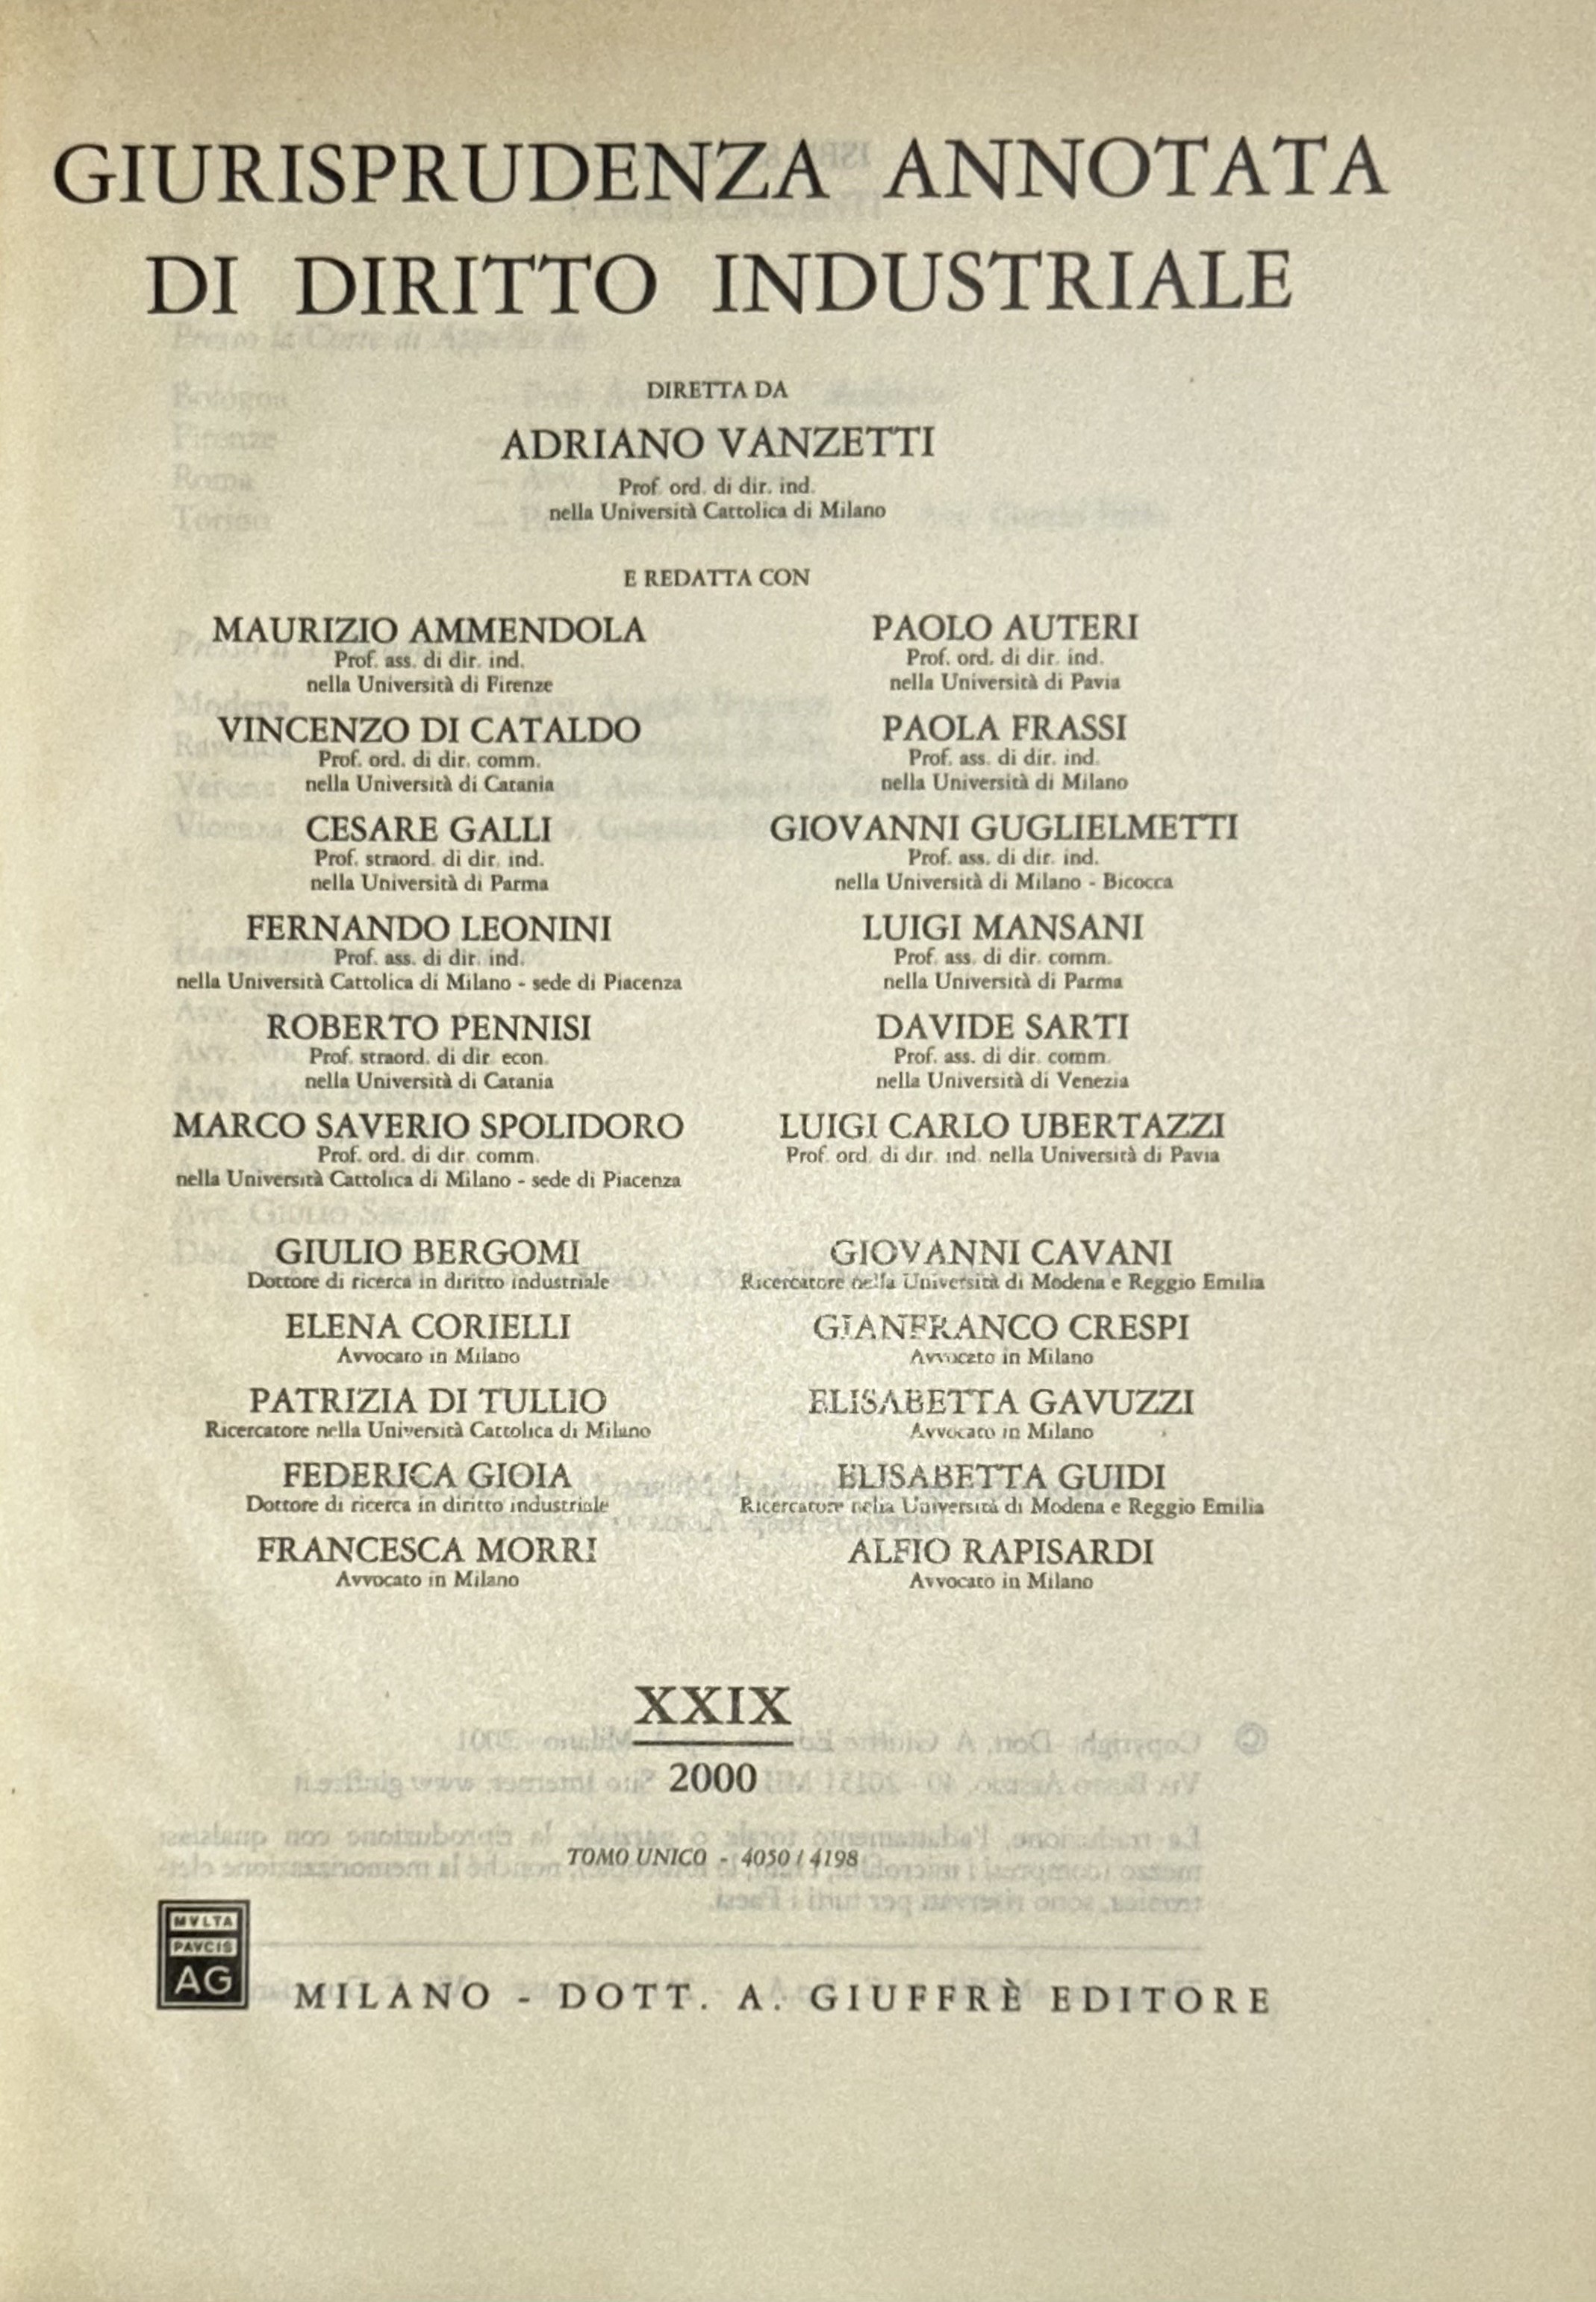 GIURISPRUDENZA ANNOTATA
DI DIRITTO INDUSTRIALE
DIRETTA DA
ADRIANO VANZETTI
Prof. ord. di dir. ind.
nella Università Cattolica di Milano
E REDATTA CON
MAURIZIO AMMENDOLA
Prof. ass. di dir. ind.
nella Università di Firenze
PAOLO AUTERI
Prof. ord. di dir. ind.
nella Università di Pavia
VINCENZO DI CATALDO
Prof. ord. di dir. comm.
nella Università di Catania
PAOLA FRASSI
Prof. ass. di dir. ind.
nella Università di Milano
CESARE GALLI
Prof. straord. di dir. ind.
nella Università di Parma
GIOVANNI GUGLIELMETTI
Prof. ass. di dir. ind.
nella Università di Milano - Bicocca
FERNANDO LEONINI
Prof. ass. di dir. ind.
nella Università Cattolica di Milano - sede di Piacenza
LUIGI MANSANI
Prof. ass. di dir. comm.
nella Università di Parma
ROBERTO PENNISI
Prof. straord. di dir. econ.
nella Università di Catania
DAVIDE SARTI
Prof. ass. di dir. comm.
nella Università di Venezia
MARCO SAVERIO SPOLIDORO
Prof. ord. di dir. comm.
nella Università Cattolica di Milano - sede di Piacenza
LUIGI CARLO UBERTAZZI
Prof. ord. di dir. ind. nella Università di Pavia
GIULIO BERGOMI
Dottore di ricerca in diritto industriale
GIOVANNI CAVANI
Ricercatore nella Università di Modena e Reggio Emilia
ELENA CORIELLI
Avvocato in Milano
GIANFRANCO CRESPI
Avvocato in Milano
PATRIZIA DI TULLIO
Ricercatore nella Università Cattolica di Milano
ELISABETTA GAVUZZI
Avvocato in Milano
FEDERICA GIOIA
Dottore di ricerca in diritto industriale
ELISABETTA GUIDI
Ricercatore nella Università di Modena e Reggio Emilia
FRANCESCA MORRI
Avvocato in Milano
ALFIO RAPISARDI
Avvocato in Milano
XXIX
2000
TOMO UNICO - 4050 / 4198
MVLTA
PAVCIS
AG
MILANO - DOTT. A. GIUFFRÈ EDITORE